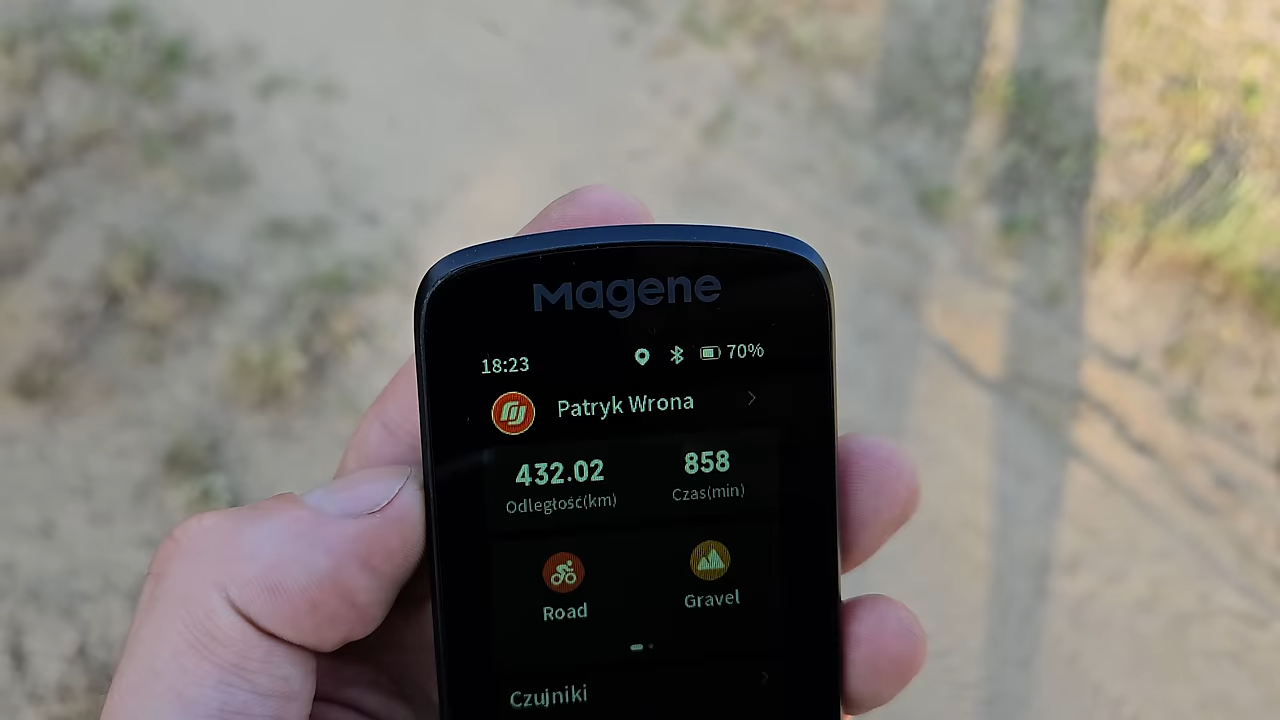 Magene
18:23 70%
Patryk Wrona
432.02 858
Odległość(km) Czas(min)
Road Gravel
Czujniki